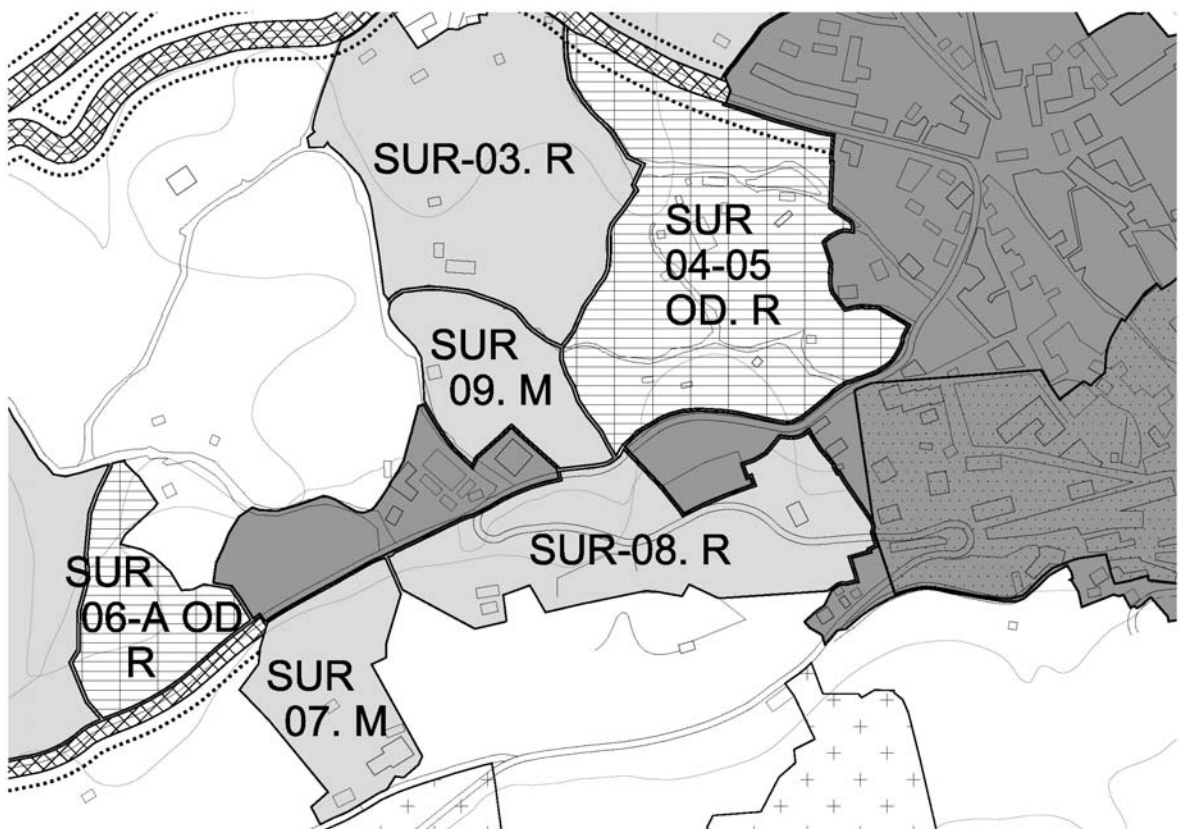 SUR-03. R
SUR
04-05
OD. R
SUR
09. M
SUR-08. R
SUR
06-A OD
R
SUR
07. M